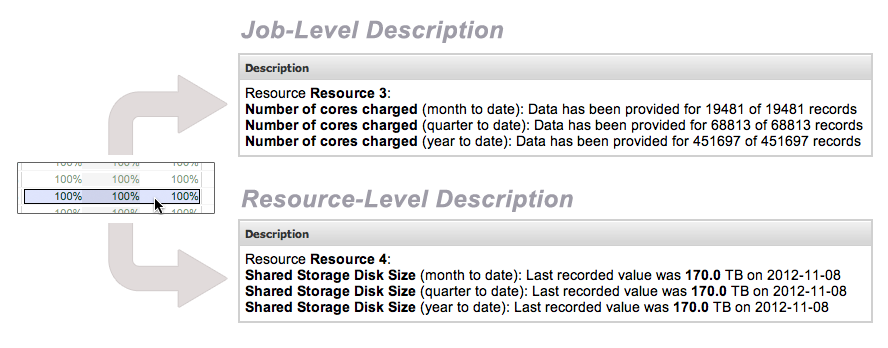 Job-Level Description
Description
Resource Resource 3:
Number of cores charged (month to date): Data has been provided for 19481 of 19481 records
Number of cores charged (quarter to date): Data has been provided for 68813 of 68813 records
Number of cores charged (year to date): Data has been provided for 451697 of 451697 records
100% 100% 100%
100% 100% 100%
100% 100% 100%
100% 100% 100%
Resource-Level Description
Description
Resource Resource 4:
Shared Storage Disk Size (month to date): Last recorded value was 170.0 TB on 2012-11-08
Shared Storage Disk Size (quarter to date): Last recorded value was 170.0 TB on 2012-11-08
Shared Storage Disk Size (year to date): Last recorded value was 170.0 TB on 2012-11-08